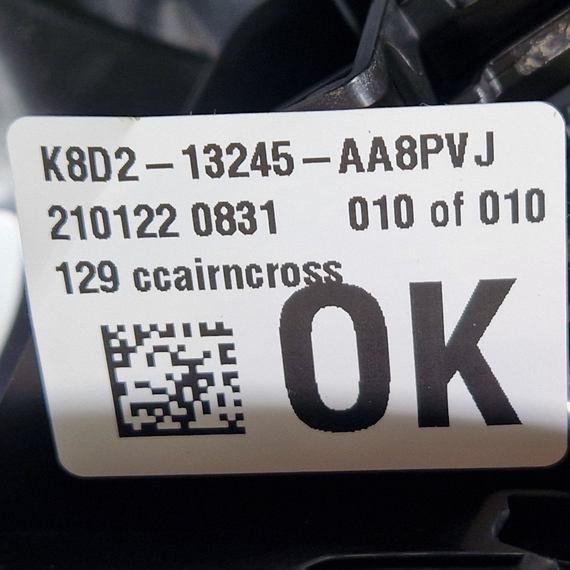 K8D2-13245-AA8PVJ
210122 0831 010 of 010
129 ccairncross
OK